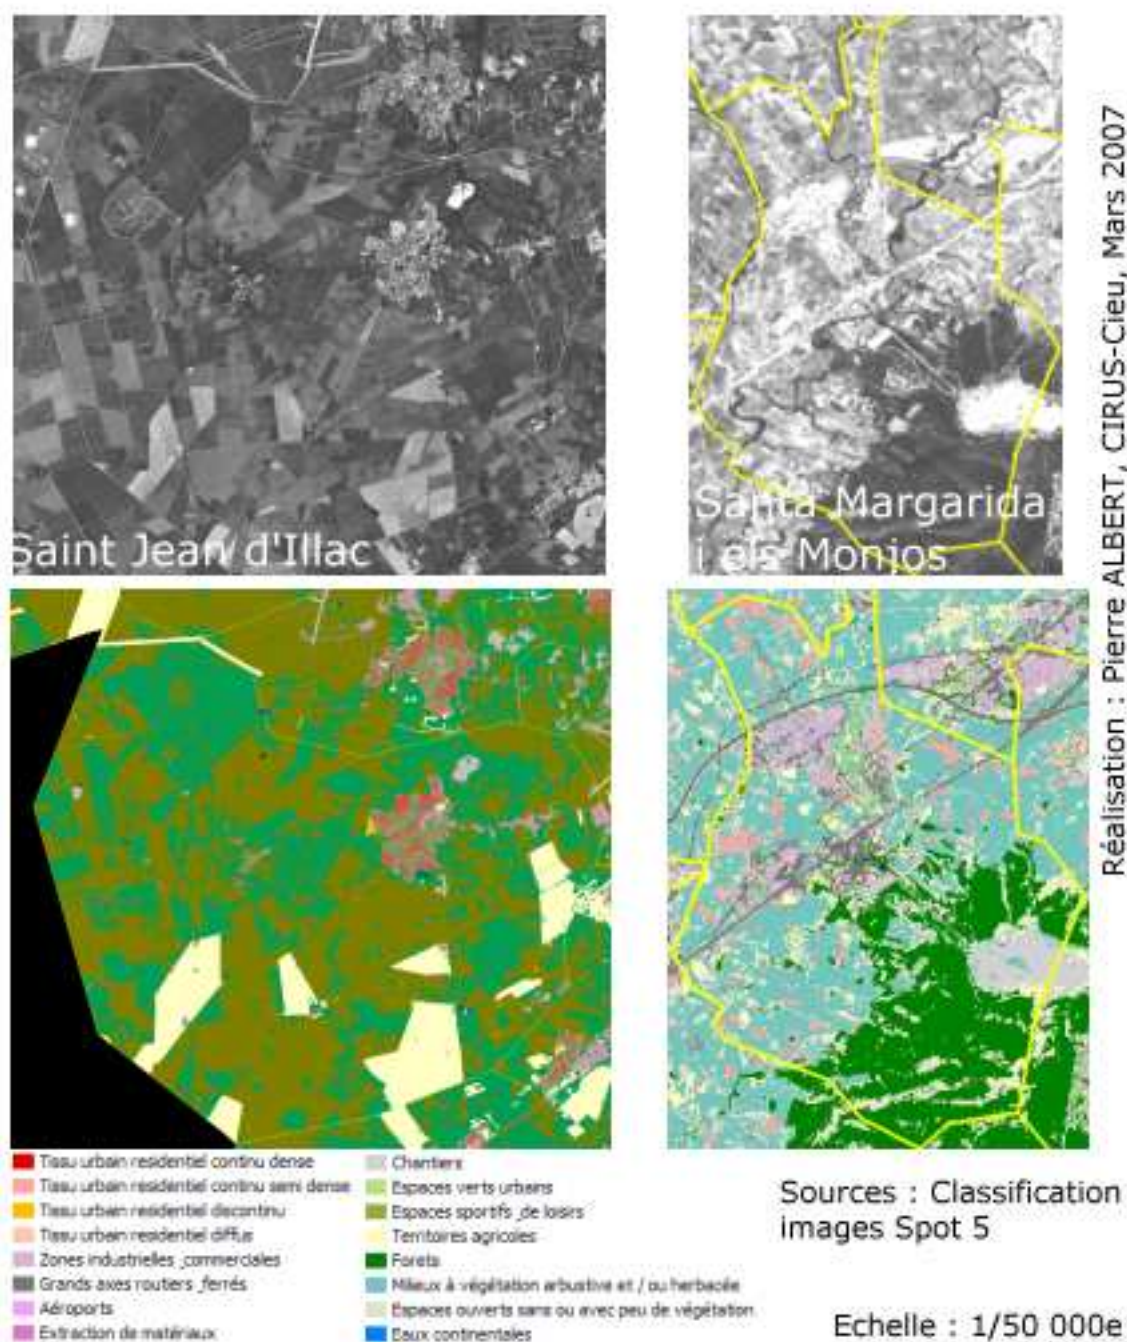 Saint Jean d'Illac
Santa Margarida
i els Monjos
Réalisation : Pierre ALBERT, CIRUS-Cieu, Mars 2007
Tissu urbain residentiel continu dense
Tissu urbain residentiel continu semi dense
Tissu urbain residentiel discontinu
Tissu urbain residentiel diffus
Zones industrielles ,commerciales
Grands axes routiers ,ferrés
Aéroports
Extraction de matériaux
Chantiers
Espaces verts urbains
Espaces sportifs ,de loisirs
Territoires agricoles
Forets
Milieux à végétation arbustive et / ou herbacée
Espaces ouverts sans ou avec peu de végétation
Eaux continentales
Sources : Classification
images Spot 5
Echelle : 1/50 000e